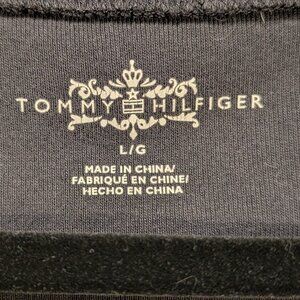 TOMMY HILFIGER
L/G
MADE IN CHINA/
FABRIQUÉ EN CHINE/
HECHO EN CHINA